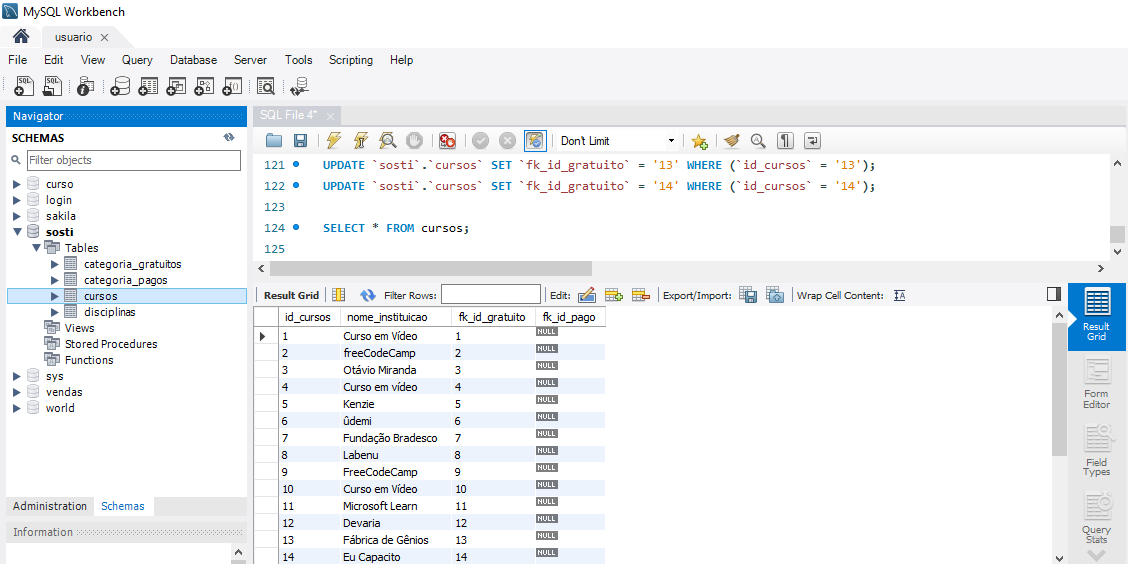 MySQL Workbench
usuario
File Edit View Query Database Server Tools Scripting Help
Navigator
SCHEMAS
Filter objects
curso
login
sakila
sosti
Tables
categoria_gratuitos
categoria_pagos
cursos
disciplinas
Views
Stored Procedures
Functions
sys
vendas
world
Administration Schemas
Information
SQL File 4*
Don't Limit
121 UPDATE `sosti`.`cursos` SET `fk_id_gratuito` = '13' WHERE (`id_cursos` = '13');
122 UPDATE `sosti`.`cursos` SET `fk_id_gratuito` = '14' WHERE (`id_cursos` = '14');
123
124 SELECT * FROM cursos;
125
Result Grid Filter Rows: Edit: Export/Import: Wrap Cell Content:
id_cursos nome_instituicao fk_id_gratuito fk_id_pago
1 Curso em Vídeo 1 NULL
2 freeCodeCamp 2 NULL
3 Otávio Miranda 3 NULL
4 Curso em vídeo 4 NULL
5 Kenzie 5 NULL
6 ûdemi 6 NULL
7 Fundação Bradesco 7 NULL
8 Labenu 8 NULL
9 FreeCodeCamp 9 NULL
10 Curso em Vídeo 10 NULL
11 Microsoft Learn 11 NULL
12 Devaria 12 NULL
13 Fábrica de Gênios 13 NULL
14 Eu Capacito 14 NULL
Result
Grid
Form
Editor
Field
Types
Query
Stats